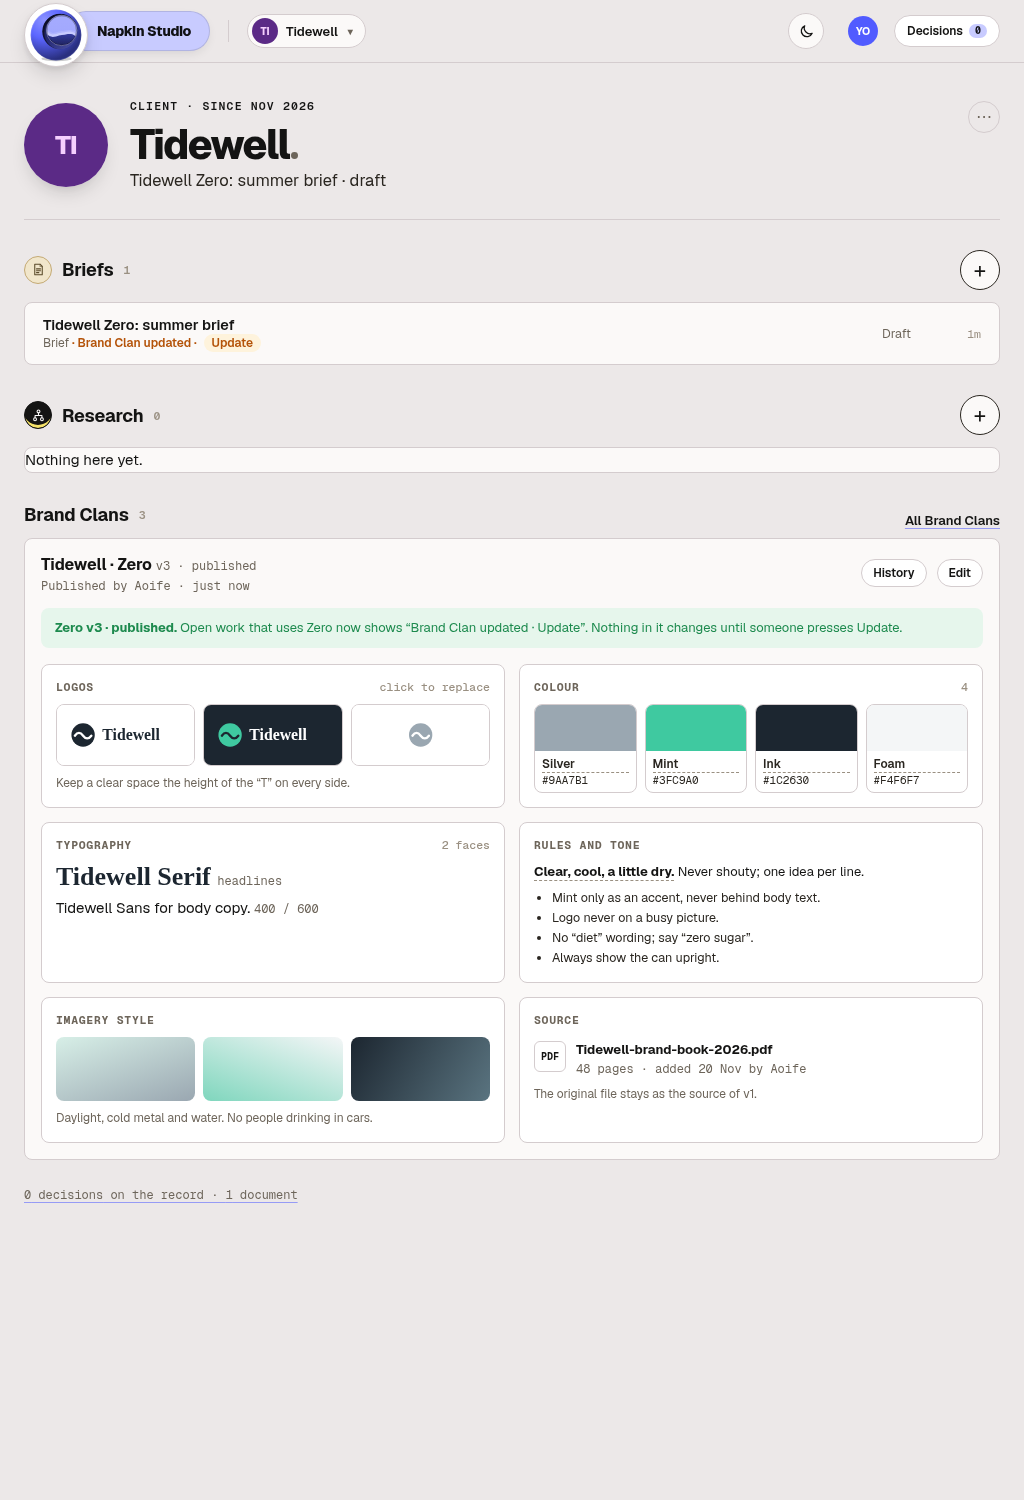 Napkin Studio
TI Tidewell ▾
YO
Decisions 0
TI
CLIENT · SINCE NOV 2026
Tidewell.
Tidewell Zero: summer brief · draft
···
Briefs 1
+
Tidewell Zero: summer brief
Brief · Brand Clan updated · Update
Draft 1m
Research 0
+
Nothing here yet.
Brand Clans 3
All Brand Clans
Tidewell · Zero v3 · published
Published by Aoife · just now
History Edit
Zero v3 · published. Open work that uses Zero now shows “Brand Clan updated · Update”. Nothing in it changes until someone presses Update.
LOGOS click to replace
Tidewell
Tidewell
Keep a clear space the height of the “T” on every side.
COLOUR 4
Silver
#9AA7B1
Mint
#3FC9A0
Ink
#1C2630
Foam
#F4F6F7
TYPOGRAPHY 2 faces
Tidewell Serif headlines
Tidewell Sans for body copy. 400 / 600
RULES AND TONE
Clear, cool, a little dry. Never shouty; one idea per line.
• Mint only as an accent, never behind body text.
• Logo never on a busy picture.
• No “diet” wording; say “zero sugar”.
• Always show the can upright.
IMAGERY STYLE
Daylight, cold metal and water. No people drinking in cars.
SOURCE
PDF
Tidewell-brand-book-2026.pdf
48 pages · added 20 Nov by Aoife
The original file stays as the source of v1.
0 decisions on the record · 1 document